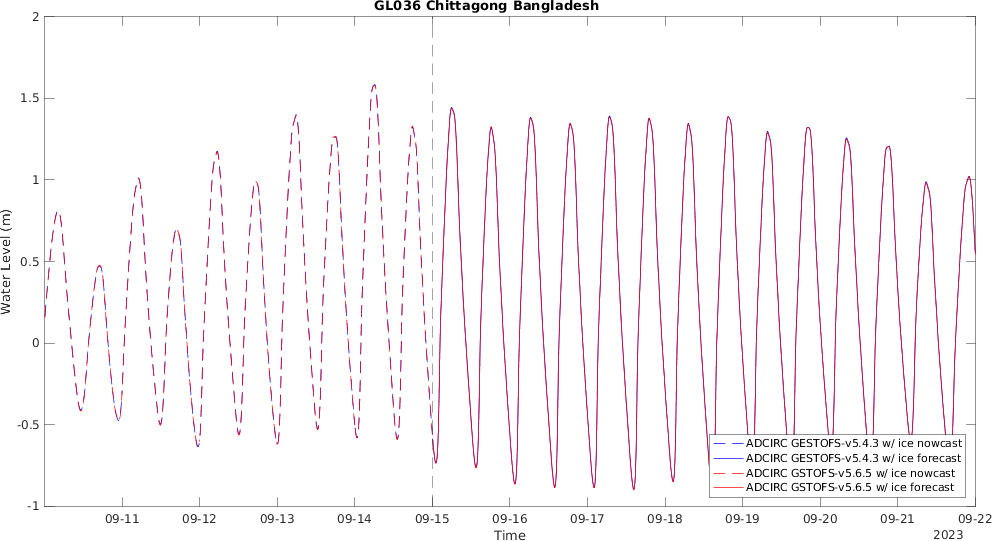 GL036 Chittagong Bangladesh
2
1.5
1
0.5
0
-0.5
-1
Water Level (m)
ADCIRC GESTOFS-v5.4.3 w/ ice nowcast
ADCIRC GESTOFS-v5.4.3 w/ ice forecast
ADCIRC GSTOFS-v5.6.5 w/ ice nowcast
ADCIRC GSTOFS-v5.6.5 w/ ice forecast
09-11 09-12 09-13 09-14 09-15 09-16 09-17 09-18 09-19 09-20 09-21 09-22
Time
2023